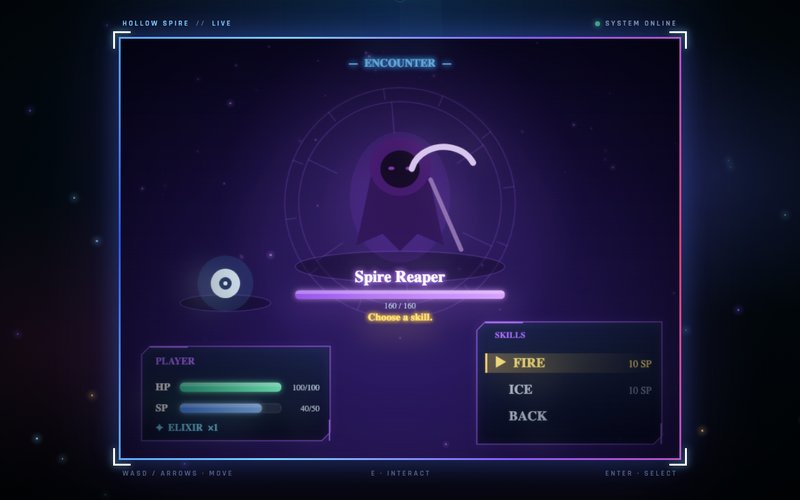 HOLLOW SPIRE // LIVE
SYSTEM ONLINE
— ENCOUNTER —
Spire Reaper
160 / 160
Choose a skill.
PLAYER
HP 100/100
SP 40/50
✦ ELIXIR ×1
SKILLS
▶ FIRE 10 SP
ICE 10 SP
BACK
WASD / ARROWS · MOVE
E · INTERACT
ENTER · SELECT